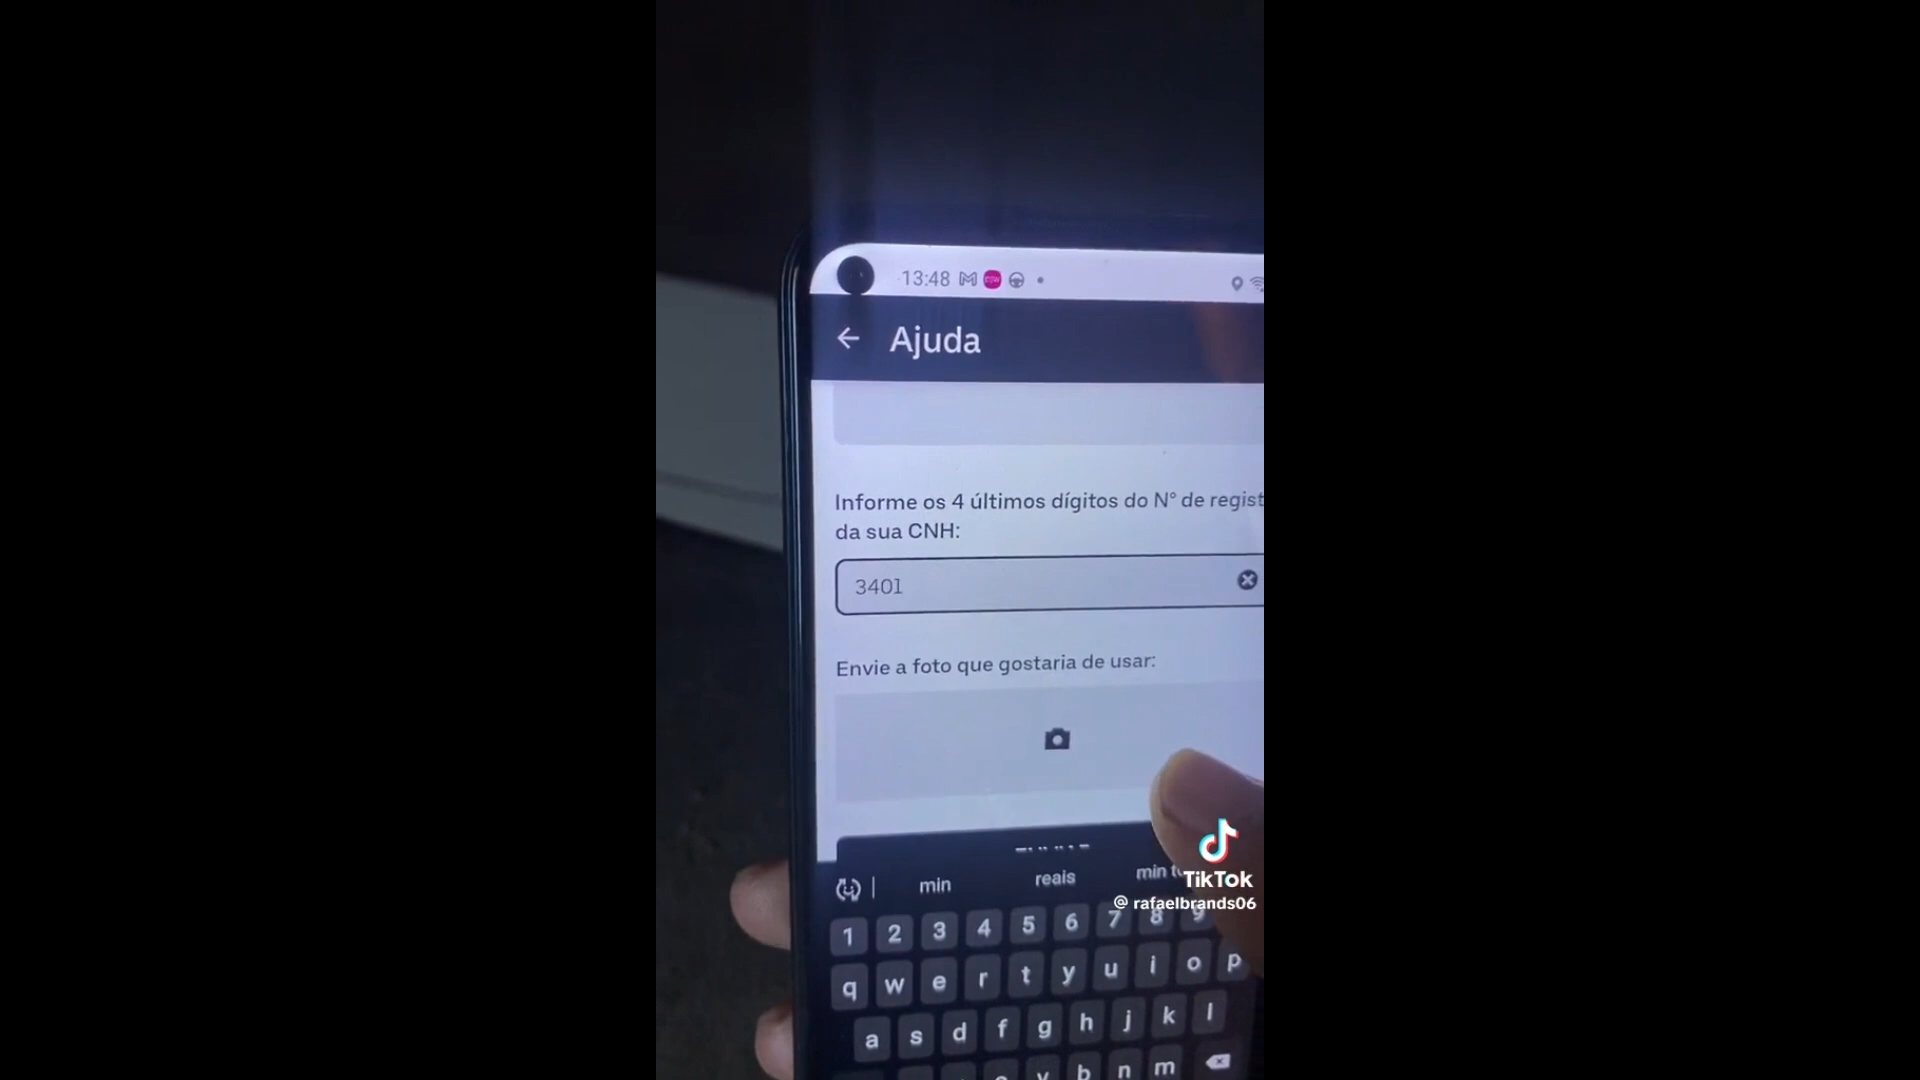 13:48
Ajuda
Informe os 4 últimos dígitos do Nº de regist
da sua CNH:
3401
Envie a foto que gostaria de usar:
min reais min
TikTok
@ rafaelbrands06
1 2 3 4 5 6 7 8 9
q w e r t y u i o p
a s d f g h j k l
v b n m